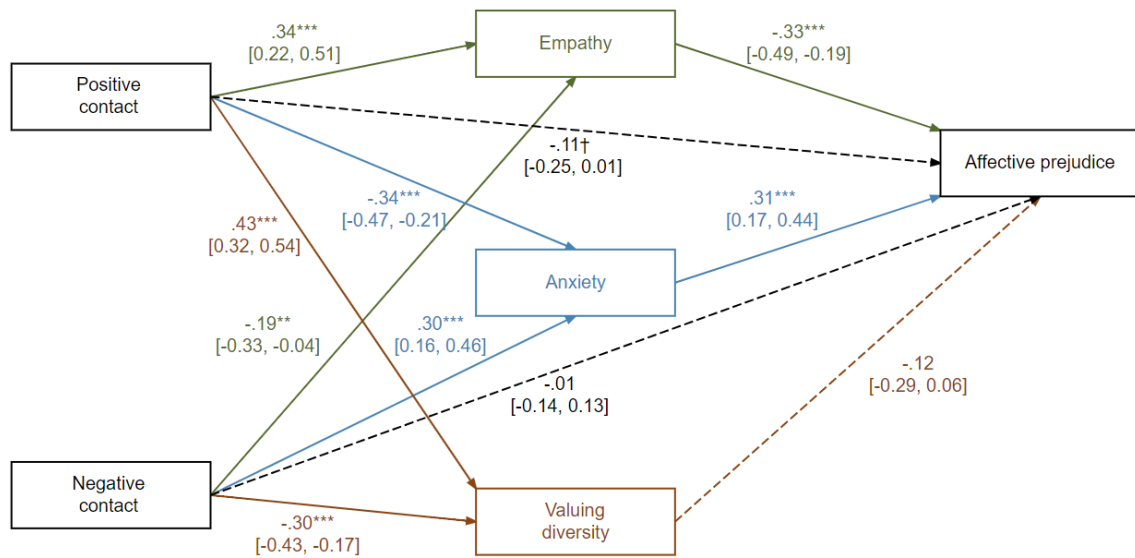 .34***
[0.22, 0.51]
Empathy
-.33***
[-0.49, -0.19]
Positive
contact
-.11†
[-0.25, 0.01]
Affective prejudice
-.34***
[-0.47, -0.21]
.31***
[0.17, 0.44]
.43***
[0.32, 0.54]
Anxiety
-.19**
[-0.33, -0.04]
.30***
[0.16, 0.46]
-.01
[-0.14, 0.13]
-.12
[-0.29, 0.06]
Negative
contact
Valuing
diversity
-.30***
[-0.43, -0.17]